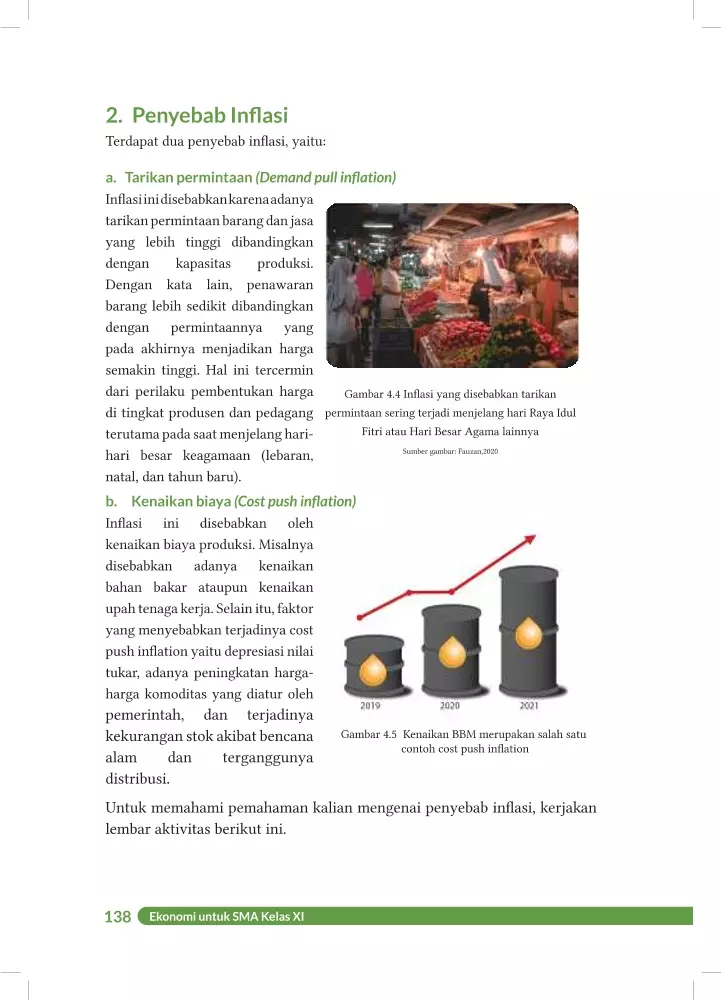 2. Penyebab Inflasi
Terdapat dua penyebab inflasi, yaitu:
a. Tarikan permintaan (Demand pull inflation)
Inflasi ini disebabkan karena adanya
tarikan permintaan barang dan jasa
yang lebih tinggi dibandingkan
dengan kapasitas produksi.
Dengan kata lain, penawaran
barang lebih sedikit dibandingkan
dengan permintaannya yang
pada akhirnya menjadikan harga
semakin tinggi. Hal ini tercermin
dari perilaku pembentukan harga
di tingkat produsen dan pedagang
terutama pada saat menjelang hari-
hari besar keagamaan (lebaran,
natal, dan tahun baru).
Gambar 4.4 Inflasi yang disebabkan tarikan
permintaan sering terjadi menjelang hari Raya Idul
Fitri atau Hari Besar Agama lainnya
Sumber gambar: Fauzan,2020
b. Kenaikan biaya (Cost push inflation)
Inflasi ini disebabkan oleh
kenaikan biaya produksi. Misalnya
disebabkan adanya kenaikan
bahan bakar ataupun kenaikan
upah tenaga kerja. Selain itu, faktor
yang menyebabkan terjadinya cost
push inflation yaitu depresiasi nilai
tukar, adanya peningkatan harga-
harga komoditas yang diatur oleh
pemerintah, dan terjadinya
kekurangan stok akibat bencana
alam dan terganggunya
distribusi.
2019 2020 2021
Gambar 4.5 Kenaikan BBM merupakan salah satu
contoh cost push inflation
Untuk memahami pemahaman kalian mengenai penyebab inflasi, kerjakan
lembar aktivitas berikut ini.
138 Ekonomi untuk SMA Kelas XI